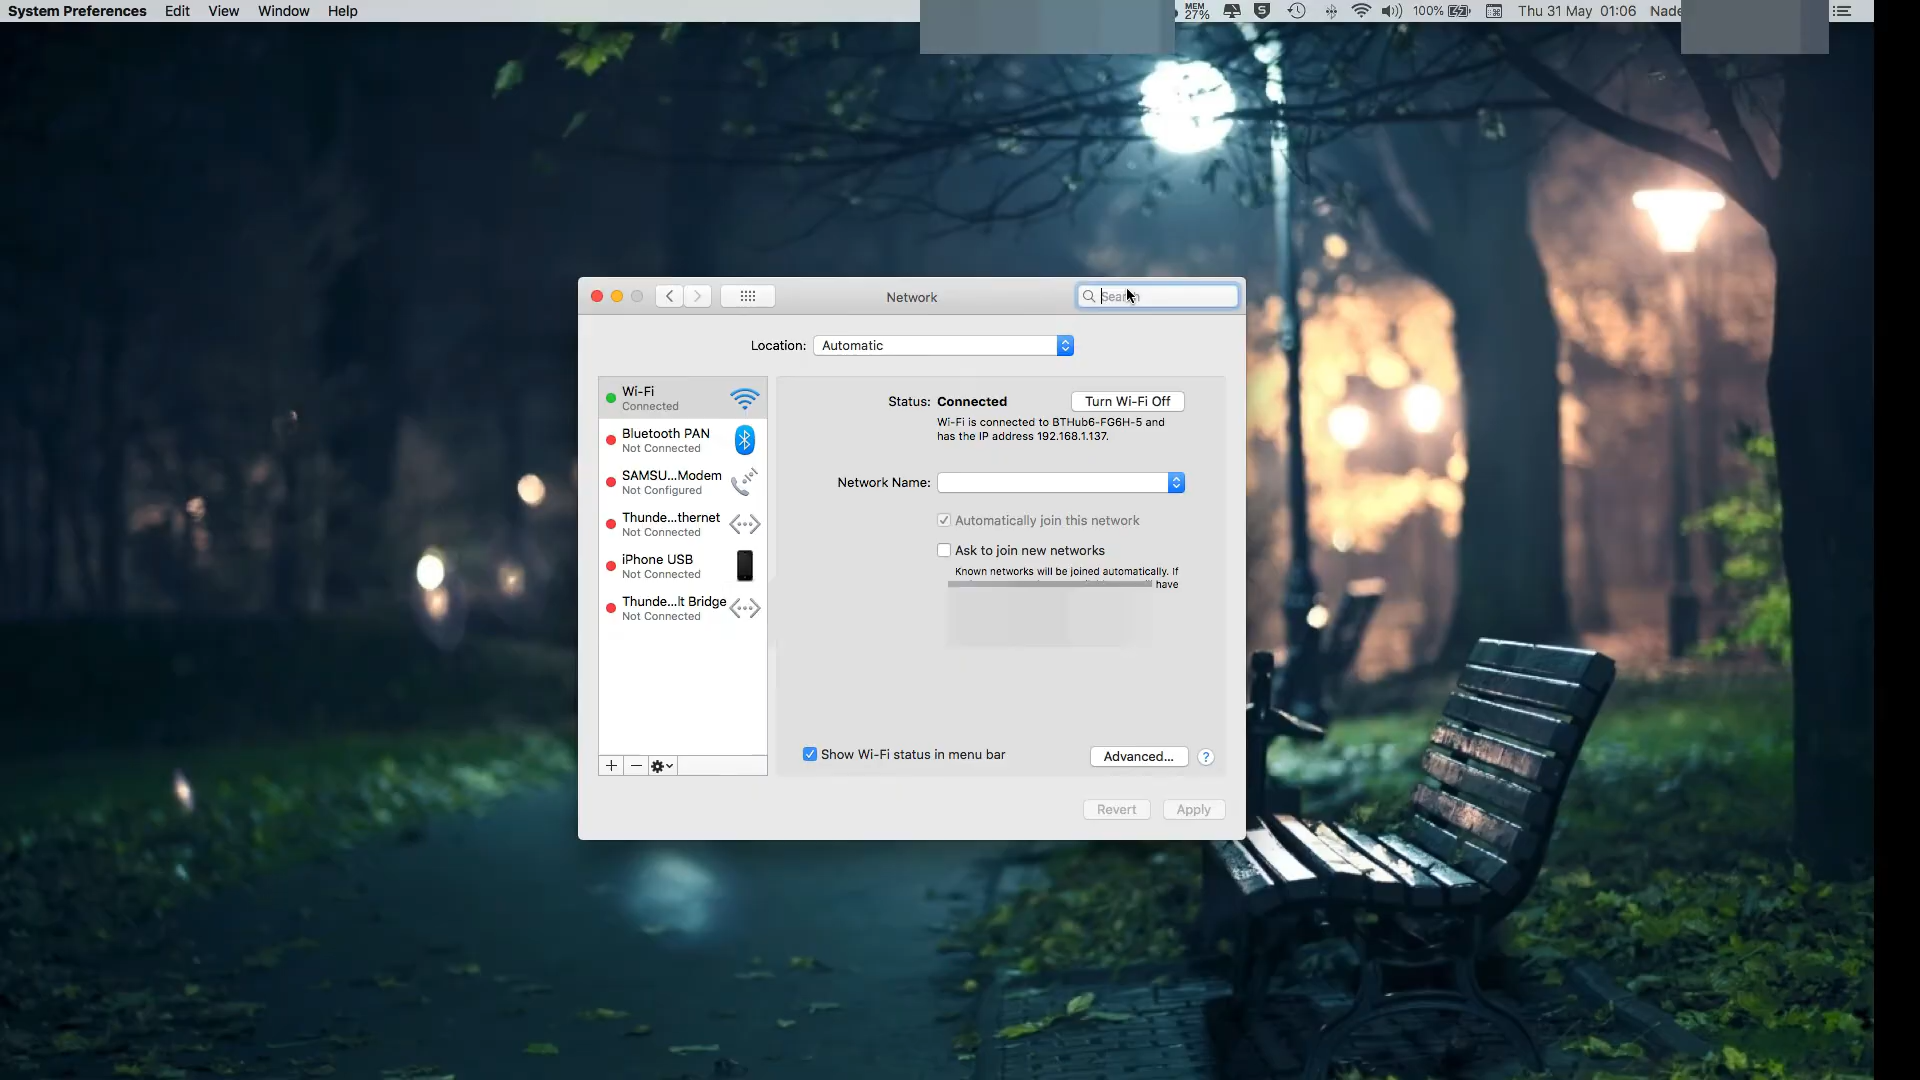 System Preferences Edit View Window Help
MEM
27%
100%
Thu 31 May 01:06
Network
Search
Location: Automatic
Wi-Fi
Connected
Bluetooth PAN
Not Connected
SAMSU...Modem
Not Configured
Thunde...thernet
Not Connected
iPhone USB
Not Connected
Thunde...lt Bridge
Not Connected
Status: Connected
Turn Wi-Fi Off
Wi-Fi is connected to BTHub6-FG6H-5 and
has the IP address 192.168.1.137.
Network Name:
Automatically join this network
Ask to join new networks
Known networks will be joined automatically. If
have
Show Wi-Fi status in menu bar
Advanced...
?
Revert
Apply